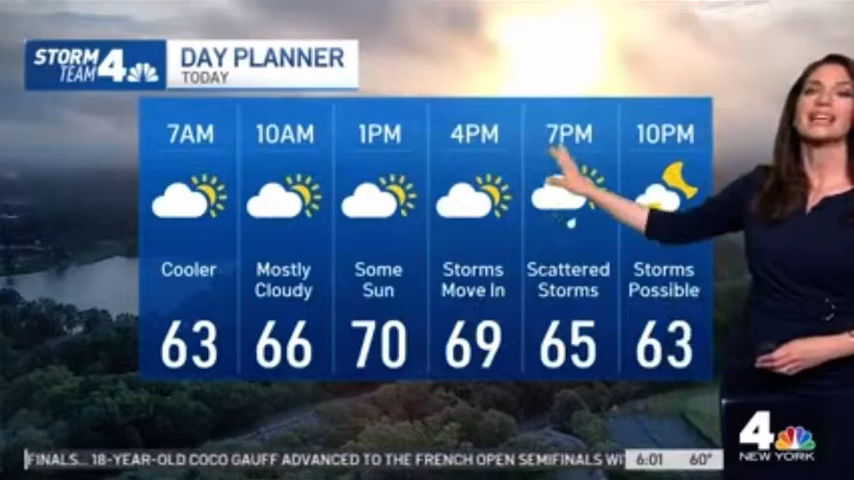 STORM
TEAM 4
DAY PLANNER
TODAY
7AM 10AM 1PM 4PM 7PM 10PM
Cooler
Mostly
Cloudy
Some
Sun
Storms
Move In
Scattered
Storms
Storms
Possible
63 66 70 69 65 63
4
NEW YORK
FINALS... 18-YEAR-OLD COCO GAUFF ADVANCED TO THE FRENCH OPEN SEMIFINALS WI
6:01 60°